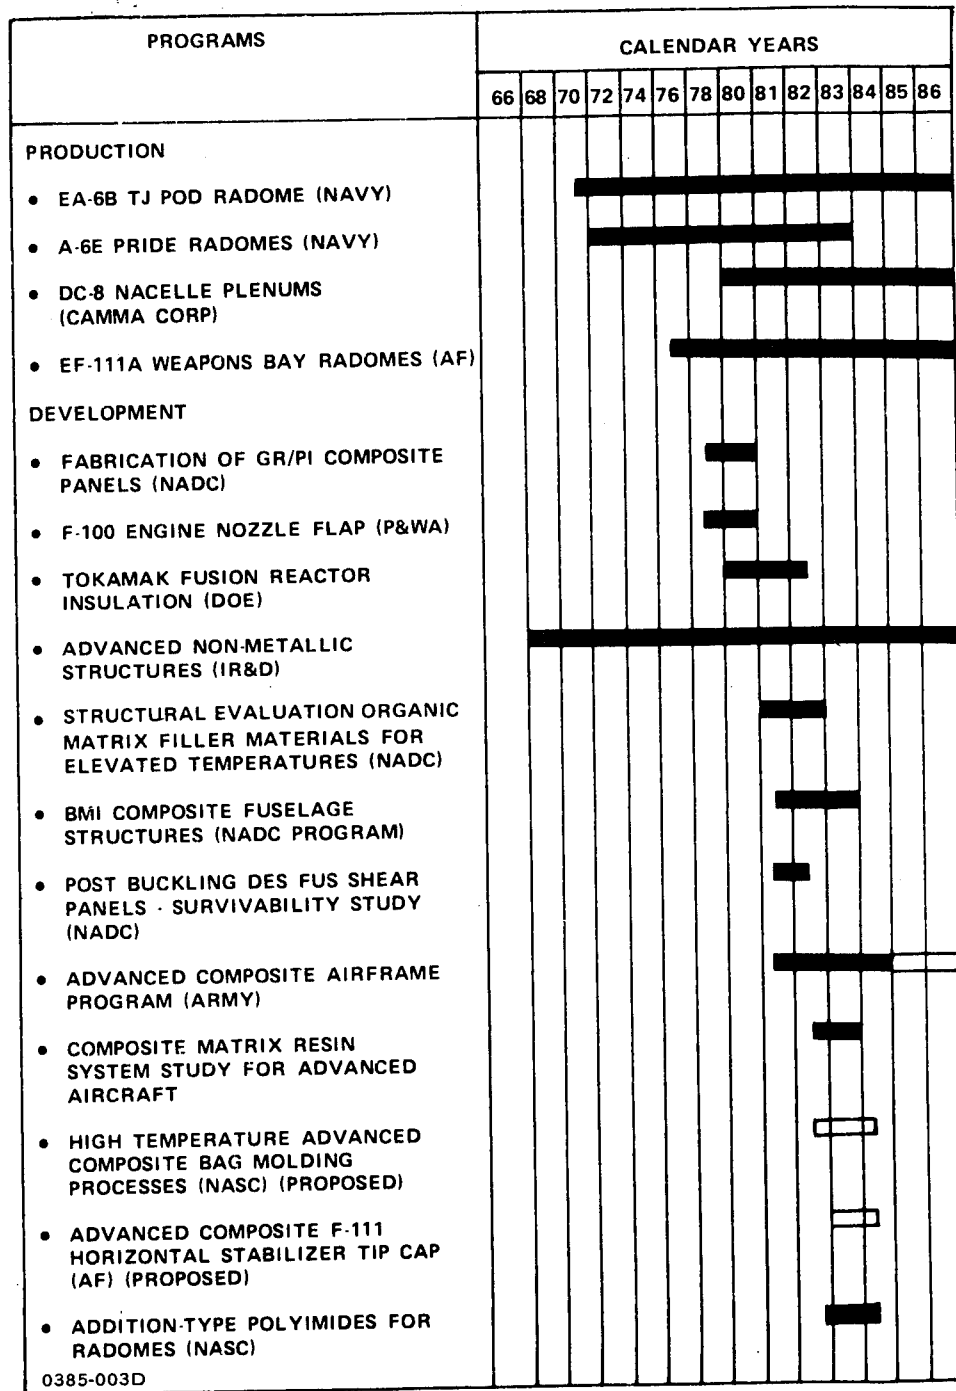 PROGRAMS
CALENDAR YEARS
66 68 70 72 74 76 78 80 81 82 83 84 85 86
PRODUCTION
• EA-6B TJ POD RADOME (NAVY)
• A-6E PRIDE RADOMES (NAVY)
• DC-8 NACELLE PLENUMS
(CAMMA CORP)
• EF-111A WEAPONS BAY RADOMES (AF)
DEVELOPMENT
• FABRICATION OF GR/PI COMPOSITE
PANELS (NADC)
• F-100 ENGINE NOZZLE FLAP (P&WA)
• TOKAMAK FUSION REACTOR
INSULATION (DOE)
• ADVANCED NON-METALLIC
STRUCTURES (IR&D)
• STRUCTURAL EVALUATION ORGANIC
MATRIX FILLER MATERIALS FOR
ELEVATED TEMPERATURES (NADC)
• BMI COMPOSITE FUSELAGE
STRUCTURES (NADC PROGRAM)
• POST BUCKLING DES FUS SHEAR
PANELS - SURVIVABILITY STUDY
(NADC)
• ADVANCED COMPOSITE AIRFRAME
PROGRAM (ARMY)
• COMPOSITE MATRIX RESIN
SYSTEM STUDY FOR ADVANCED
AIRCRAFT
• HIGH TEMPERATURE ADVANCED
COMPOSITE BAG MOLDING
PROCESSES (NASC) (PROPOSED)
• ADVANCED COMPOSITE F-111
HORIZONTAL STABILIZER TIP CAP
(AF) (PROPOSED)
• ADDITION-TYPE POLYIMIDES FOR
RADOMES (NASC)
0385-003D